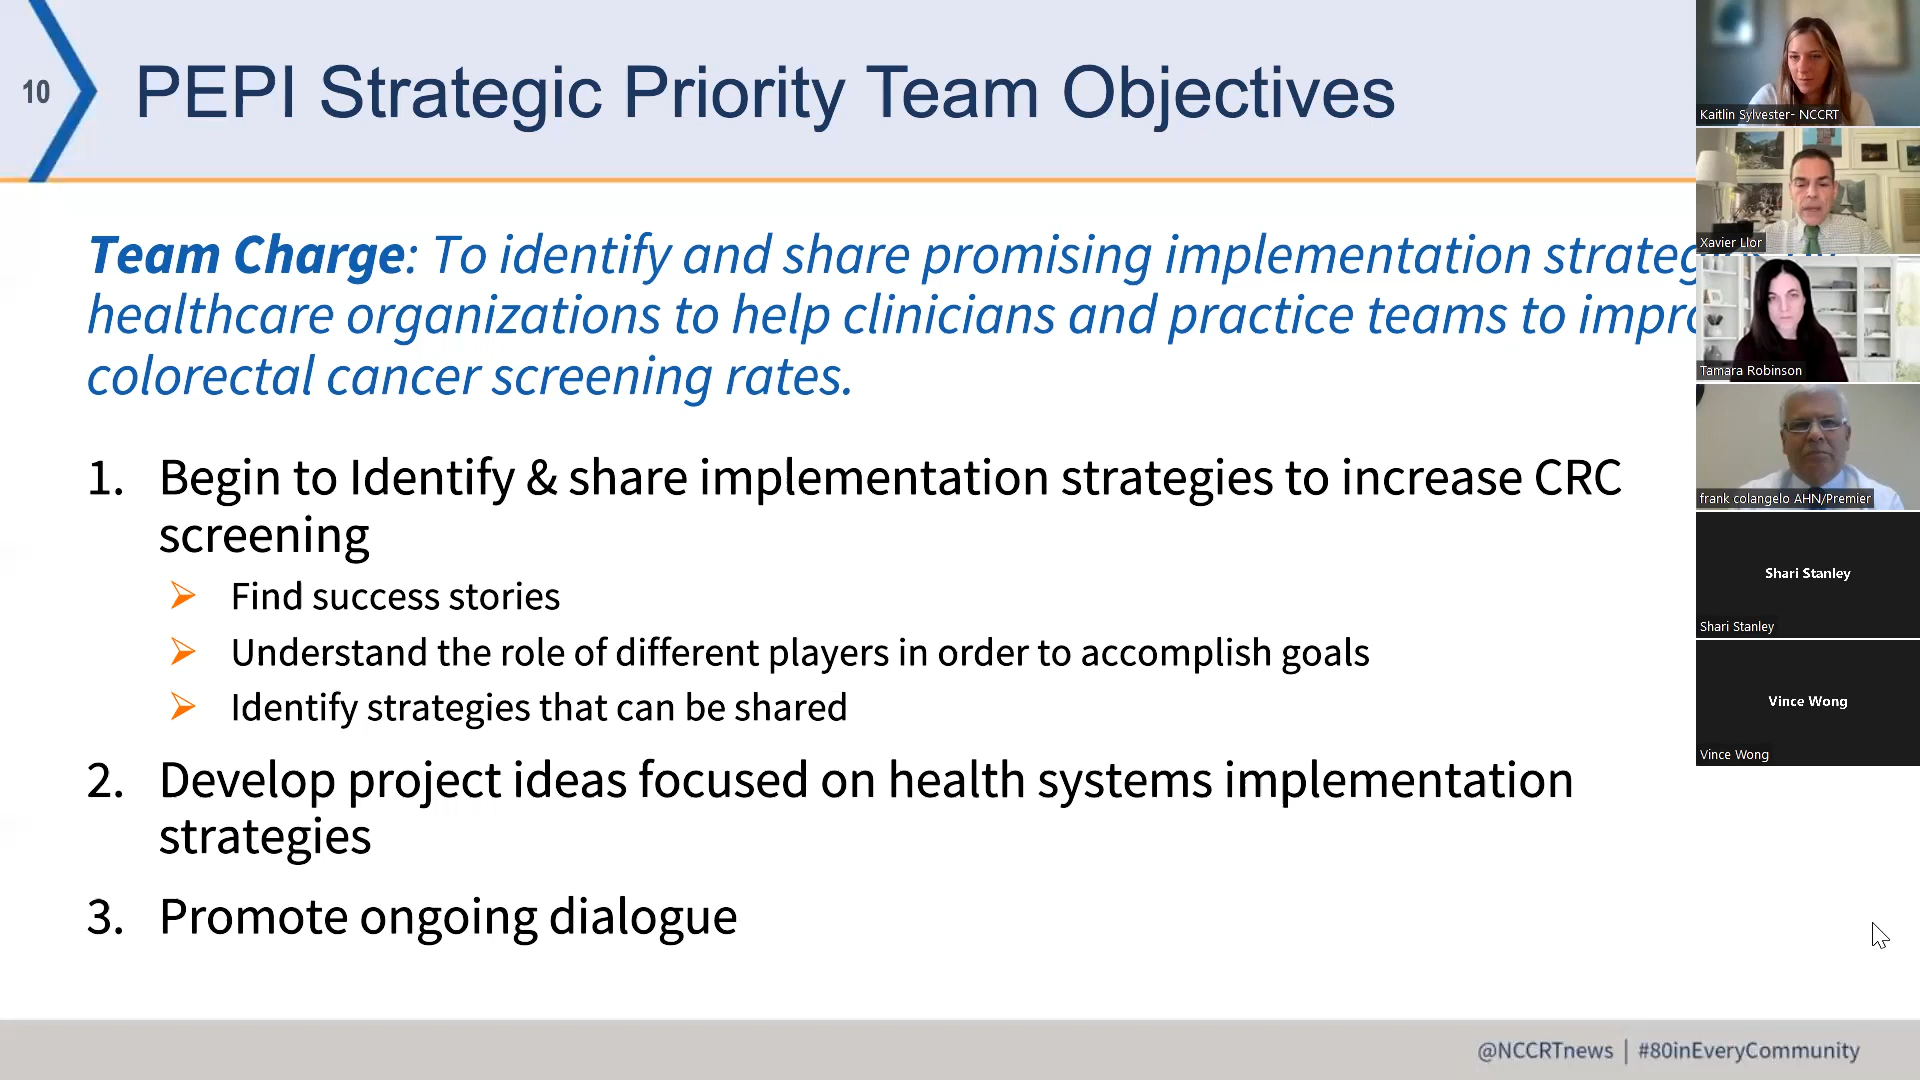 10
PEPI Strategic Priority Team Objectives
Team Charge: To identify and share promising implementation
healthcare organizations to help clinicians and practice teams to
colorectal cancer screening rates.
1. Begin to Identify & share implementation strategies to increase CRC
screening
Find success stories
Understand the role of different players in order to accomplish goals
Identify strategies that can be shared
2. Develop project ideas focused on health systems implementation
strategies
3. Promote ongoing dialogue
@NCCRTnews | #80inEveryCommunity
Kaitlin Sylvester- NCCRT
Xavier Llor
Tamara Robinson
frank colangelo AHN/Premier
Shari Stanley
Shari Stanley
Vince Wong
Vince Wong